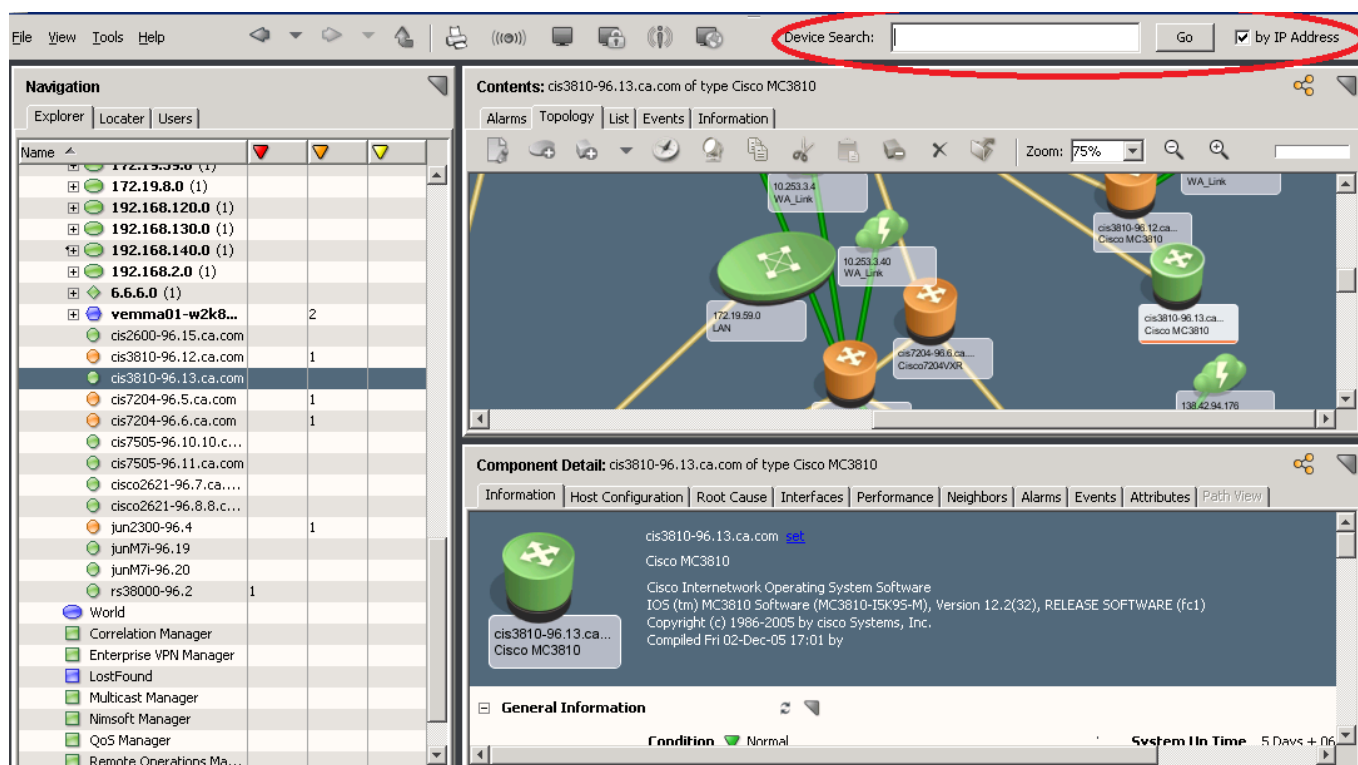 File View Tools Help
Device Search: Go by IP Address
Navigation
Explorer Locater Users
Name
172.19.59.0 (1)
172.19.8.0 (1)
192.168.120.0 (1)
192.168.130.0 (1)
192.168.140.0 (1)
192.168.2.0 (1)
6.6.6.0 (1)
vemma01-w2k8... 2
cis2600-96.15.ca.com
cis3810-96.12.ca.com 1
cis3810-96.13.ca.com
cis7204-96.5.ca.com 1
cis7204-96.6.ca.com 1
cis7505-96.10.10.c...
cis7505-96.11.ca.com
cisco2621-96.7.ca....
cisco2621-96.8.8.c...
jun2300-96.4 1
junM7i-96.19
junM7i-96.20
rs38000-96.2 1
World
Correlation Manager
Enterprise VPN Manager
LostFound
Multicast Manager
Nimsoft Manager
QoS Manager
Remote Operations Ma...
Contents: cis3810-96.13.ca.com of type Cisco MC3810
Alarms Topology List Events Information
Zoom: 75%
10.253.3.4
WA_Link
WA_Link
cis3810-96.12.ca...
Cisco MC3810
10.253.3.40
WA_Link
172.19.59.0
LAN
cis7204-96.6.ca....
Cisco7204VXR
cis3810-96.13.ca...
Cisco MC3810
138.42.94.176
Component Detail: cis3810-96.13.ca.com of type Cisco MC3810
Information Host Configuration Root Cause Interfaces Performance Neighbors Alarms Events Attributes Path View
cis3810-96.13.ca.com set
Cisco MC3810
Cisco Internetwork Operating System Software
IOS (tm) MC3810 Software (MC3810-I5K9S-M), Version 12.2(32), RELEASE SOFTWARE (fc1)
Copyright (c) 1986-2005 by cisco Systems, Inc.
Compiled Fri 02-Dec-05 17:01 by
cis3810-96.13.ca...
Cisco MC3810
General Information
Condition Normal
System Up Time 5 Days + 06